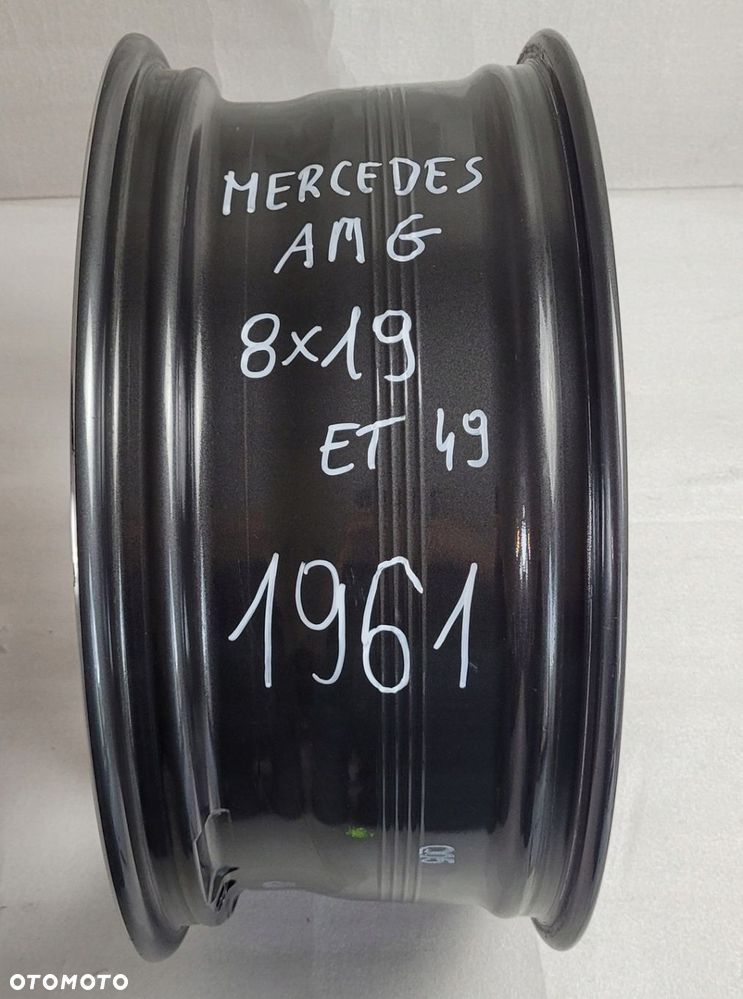 MERCEDES
AMG
8x19
ET 49
1961
OTOMOTO